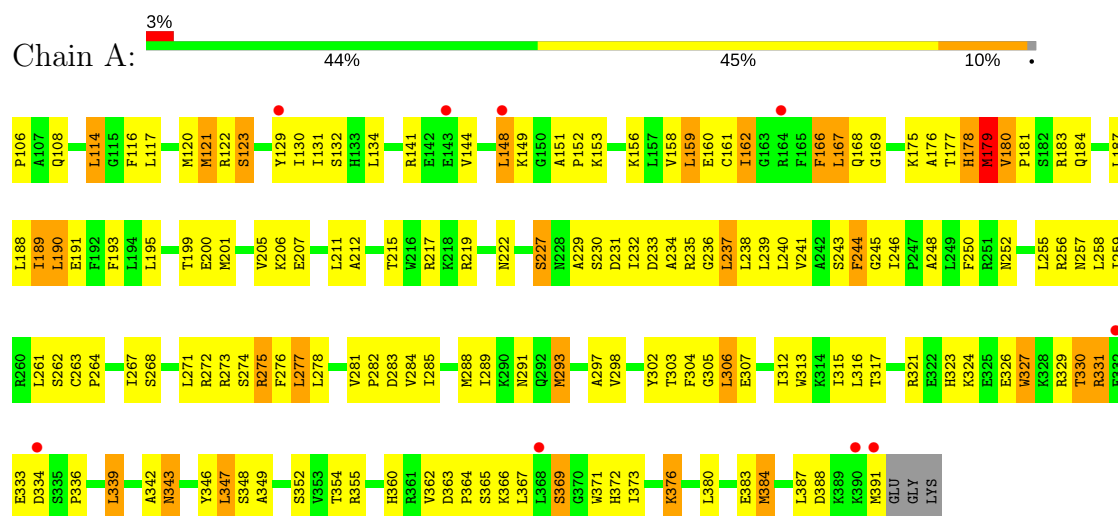 3%
Chain A:
44% 45% 10% •
P106 A107 Q108 L114 G115 F116 L117 M120 M121 R122 S123 Y129 I130 I131 S132 H133 L134 R141 E142 E143 V144 L148 K149 G150 A151 P152 K153 K156 L157 V158 L159 E160 C161 I162 G163 R164 F165 F166 L167 Q168 G169 K175 A176 T177 H178 M179 V180 P181 S182 R183 Q184 L187
L188 I189 L190 E191 F192 F193 L194 L195 T199 E200 M201 V205 K206 E207 L211 A212 T215 W216 R217 K218 R219 N222 S227 N228 A229 S230 D231 I232 D233 A234 R235 G236 L237 L238 L239 L240 V241 A242 S243 F244 G245 I246 P247 A248 L249 F250 R251 N252 L255 R256 N257 L258 I259
R260 L261 S262 C263 P264 I267 S268 L271 R272 R273 S274 R275 F276 L277 L278 V281 P282 D283 V284 I285 M288 I289 K290 N291 Q292 M293 A297 V298 Y302 T303 F304 G305 L306 E307 I312 W313 K314 I315 L316 T317 R321 E322 H323 K324 E325 E326 W327 K328 R329 T330 R331 E332
E333 D334 S335 P336 L339 A342 N343 Y346 L347 S348 A349 S352 V353 T354 R355 H360 R361 V362 D363 P364 S365 K366 L367 L368 S369 G370 W371 H372 I373 K376 L380 E383 M384 L387 D388 K389 K390 M391 GLU GLY LYS